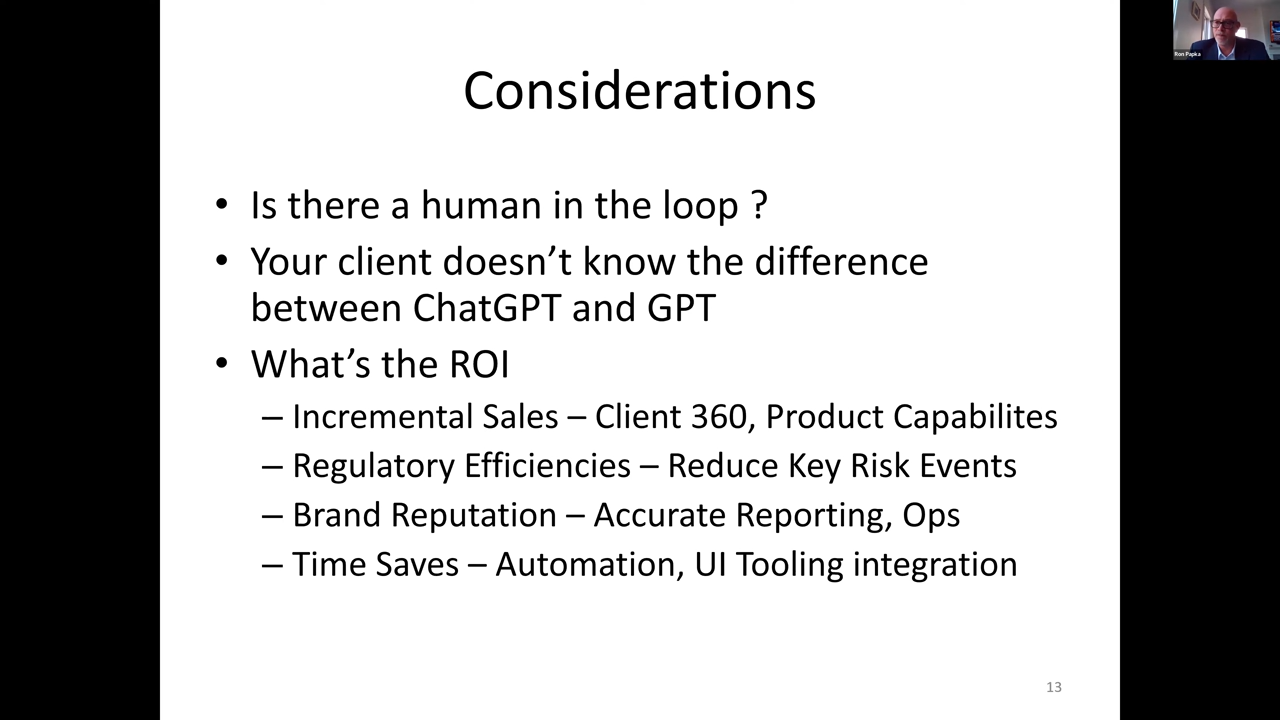 Considerations
• Is there a human in the loop ?
• Your client doesn’t know the difference
between ChatGPT and GPT
• What’s the ROI
– Incremental Sales – Client 360, Product Capabilites
– Regulatory Efficiencies – Reduce Key Risk Events
– Brand Reputation – Accurate Reporting, Ops
– Time Saves – Automation, UI Tooling integration
13
Ron Papka